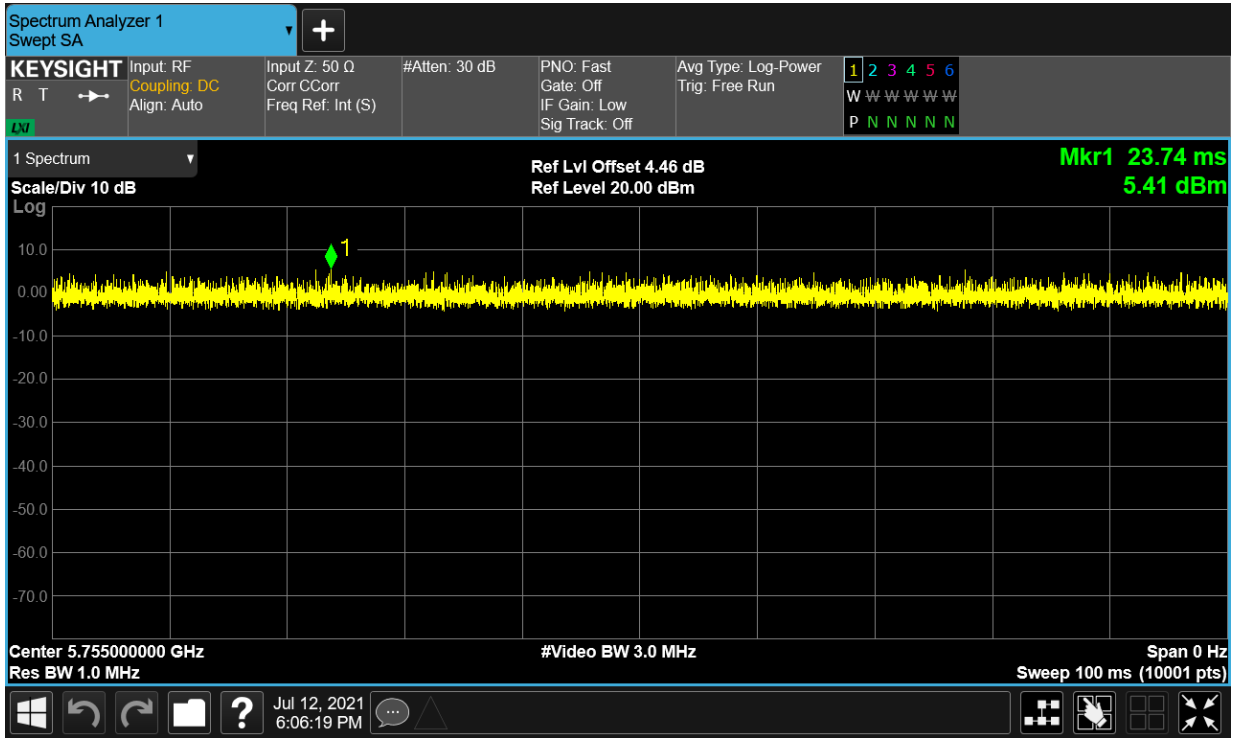 Spectrum Analyzer 1
Swept SA
KEYSIGHT
R T
LXI
Input: RF
Coupling: DC
Align: Auto
Input Z: 50 Ω
Corr CCorr
Freq Ref: Int (S)
#Atten: 30 dB
PNO: Fast
Gate: Off
IF Gain: Low
Sig Track: Off
Avg Type: Log-Power
Trig: Free Run
1 2 3 4 5 6
W W W W W W
P N N N N N
1 Spectrum
Scale/Div 10 dB
Log
Ref Lvl Offset 4.46 dB
Ref Level 20.00 dBm
Mkr1 23.74 ms
5.41 dBm
1
10.0
0.00
-10.0
-20.0
-30.0
-40.0
-50.0
-60.0
-70.0
Center 5.755000000 GHz
Res BW 1.0 MHz
#Video BW 3.0 MHz
Span 0 Hz
Sweep 100 ms (10001 pts)
?
Jul 12, 2021
6:06:19 PM